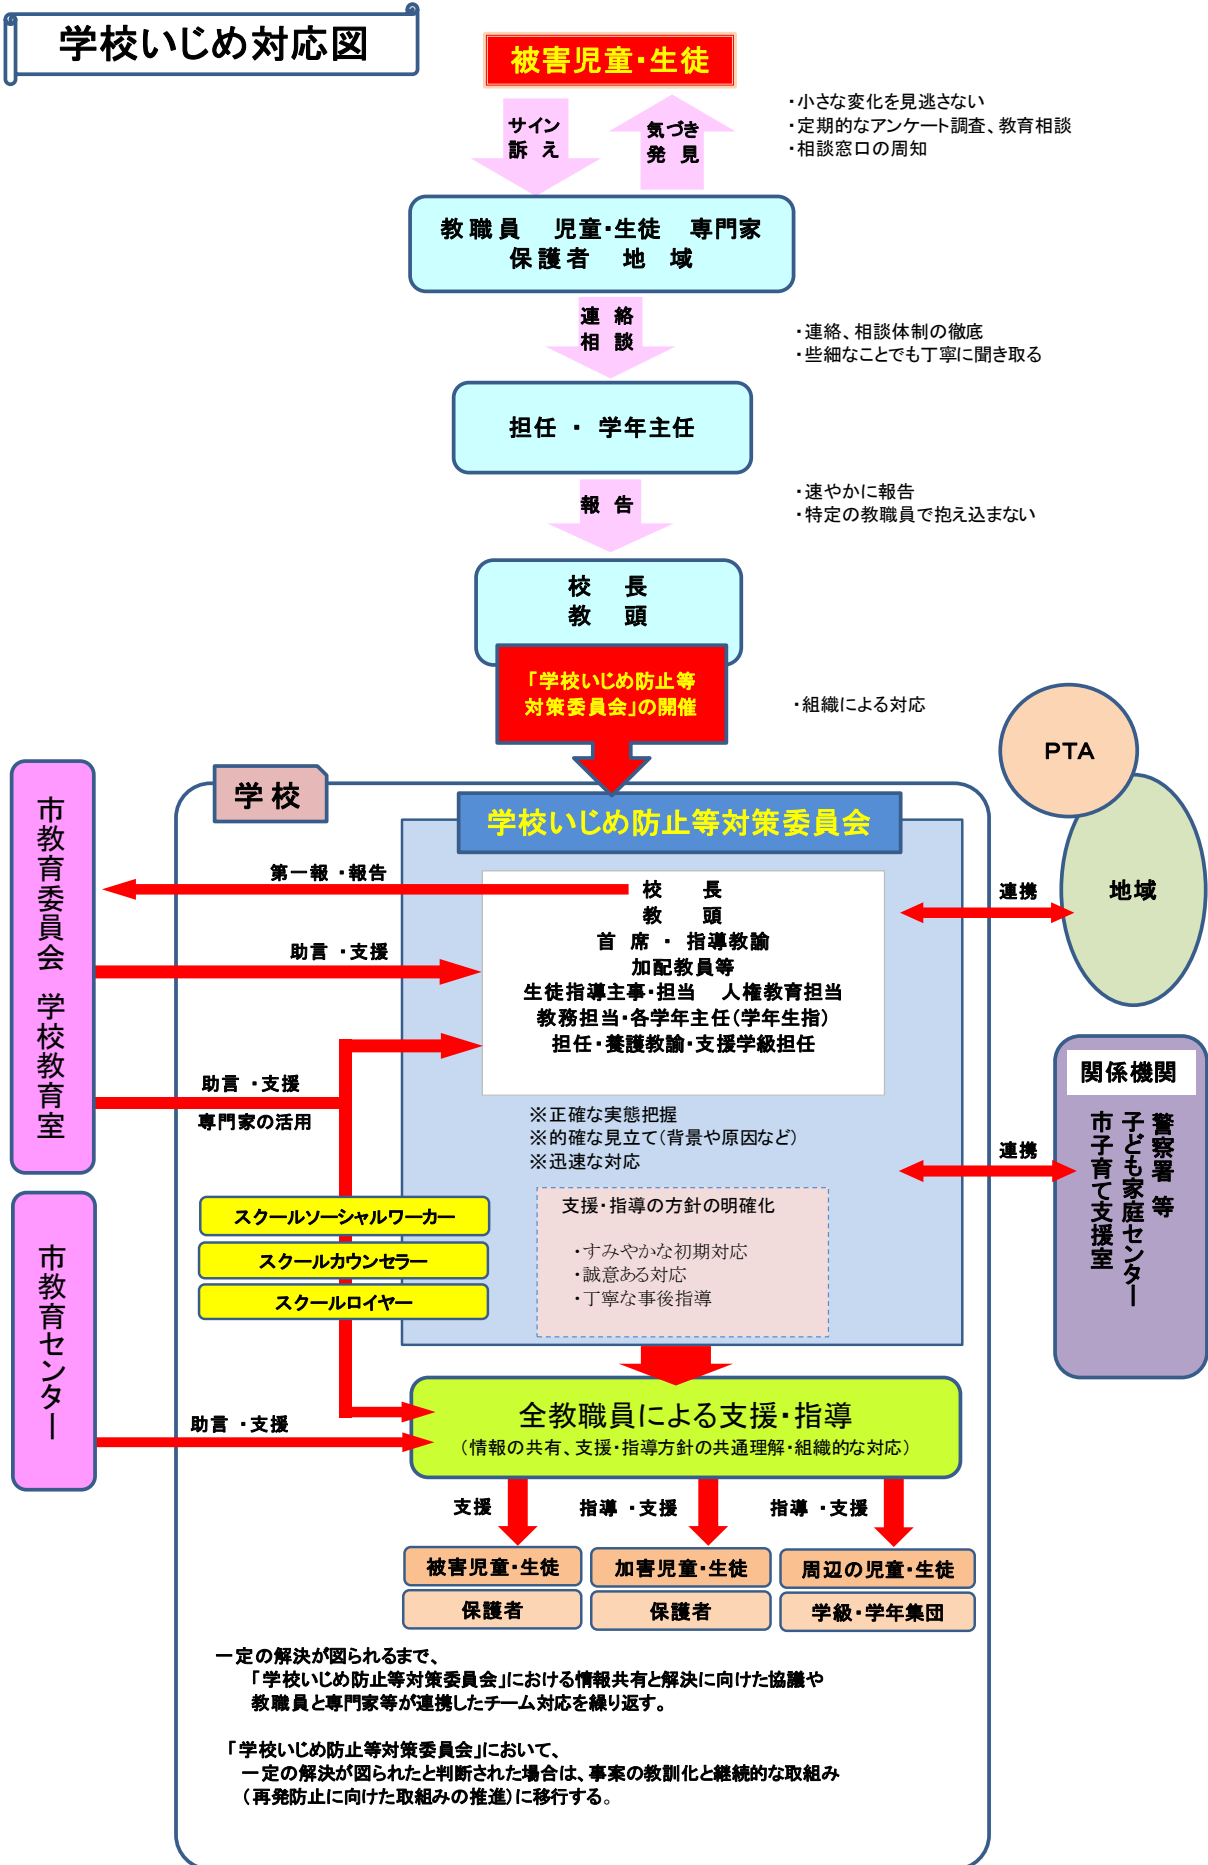 学校いじめ対応図
被害児童・生徒
サイン
訴え
気づき
発見
・小さな変化を見逃さない
・定期的なアンケート調査、教育相談
・相談窓口の周知
教職員　児童・生徒　専門家
保護者　地域
連絡
相談
・連絡、相談体制の徹底
・些細なことでも丁寧に聞き取る
担任 ・ 学年主任
報告
・速やかに報告
・特定の教職員で抱え込まない
校長
教頭
「学校いじめ防止等
対策委員会」の開催
・組織による対応
PTA
地域
連携
市教育委員会　学校教育室
学校
学校いじめ防止等対策委員会
第一報 ・報告
校長
教頭
首席 ・ 指導教諭
加配教員等
生徒指導主事・担当　人権教育担当
教務担当・各学年主任（学年生指）
担任・養護教諭・支援学級担任
助言 ・支援
助言 ・支援
専門家の活用
※正確な実態把握
※的確な見立て（背景や原因など）
※迅速な対応
関係機関
警察署 等
子ども家庭センター
市子育て支援室
連携
スクールソーシャルワーカー
スクールカウンセラー
スクールロイヤー
支援・指導の方針の明確化
・すみやかな初期対応
・誠意ある対応
・丁寧な事後指導
市教育センター
助言 ・支援
全教職員による支援・指導
（情報の共有、支援・指導方針の共通理解・組織的な対応）
支援
指導 ・支援
指導 ・支援
被害児童・生徒
加害児童・生徒
周辺の児童・生徒
保護者
保護者
学級・学年集団
一定の解決が図られるまで、
「学校いじめ防止等対策委員会」における情報共有と解決に向けた協議や
教職員と専門家等が連携したチーム対応を繰り返す。
「学校いじめ防止等対策委員会」において、
一定の解決が図られたと判断された場合は、事案の教訓化と継続的な取組み
（再発防止に向けた取組みの推進）に移行する。